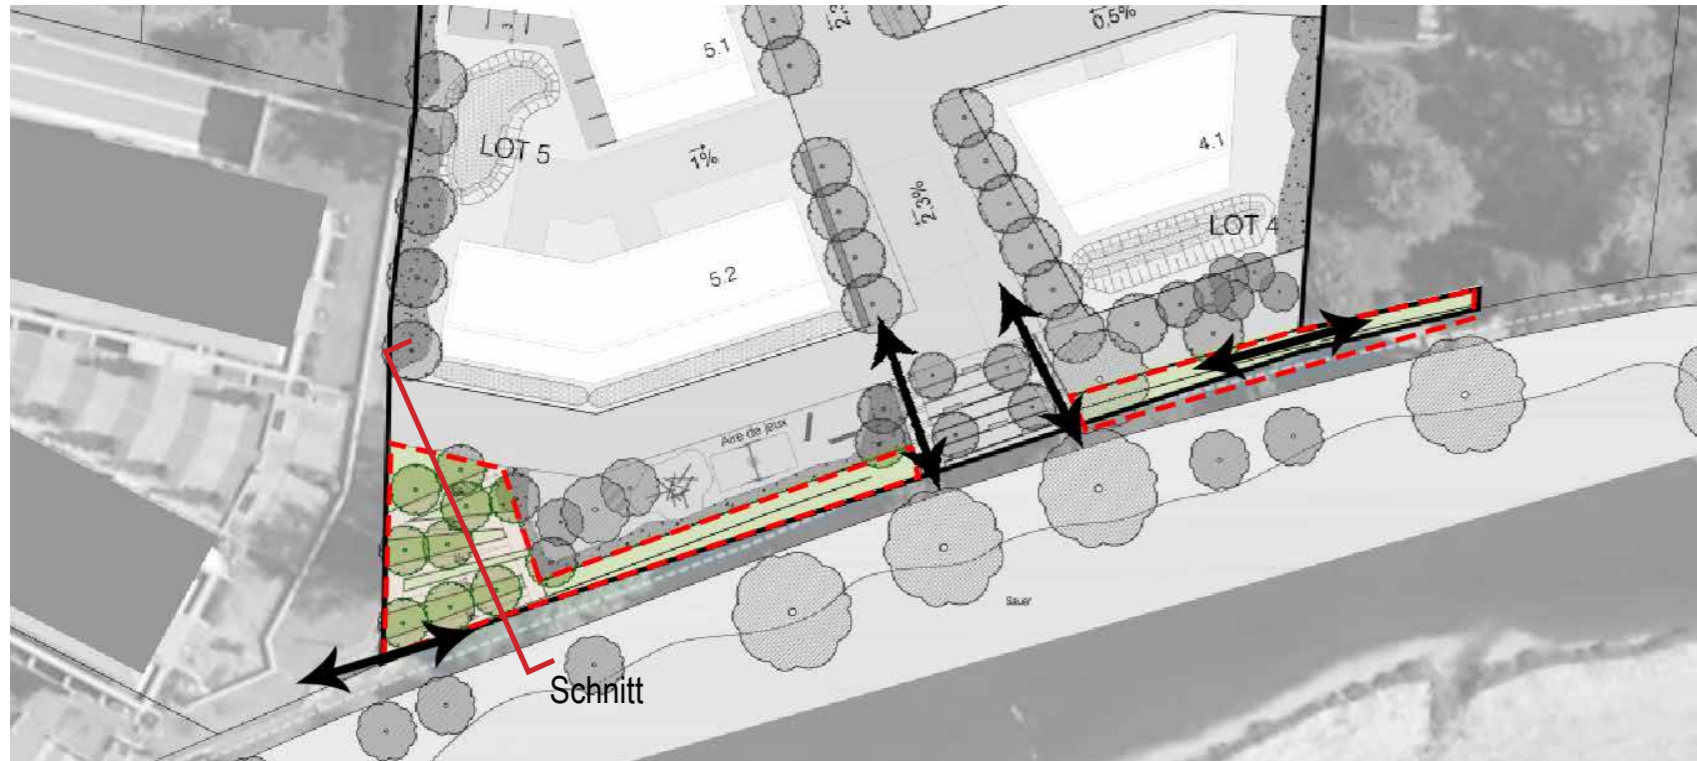 5.1
0.5%
LOT 5
1%
4.1
2.3%
LOT 4
5.2
Aire de jeux
Sauer
Schnitt